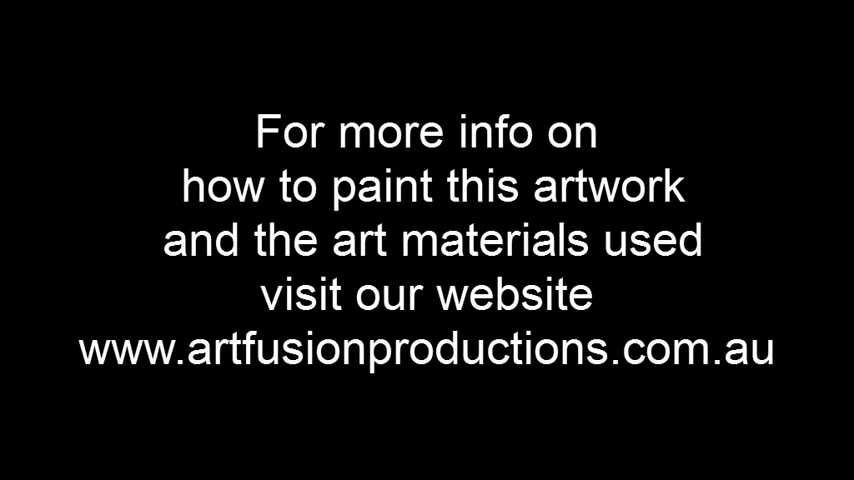 For more info on
how to paint this artwork
and the art materials used
visit our website
www.artfusionproductions.com.au